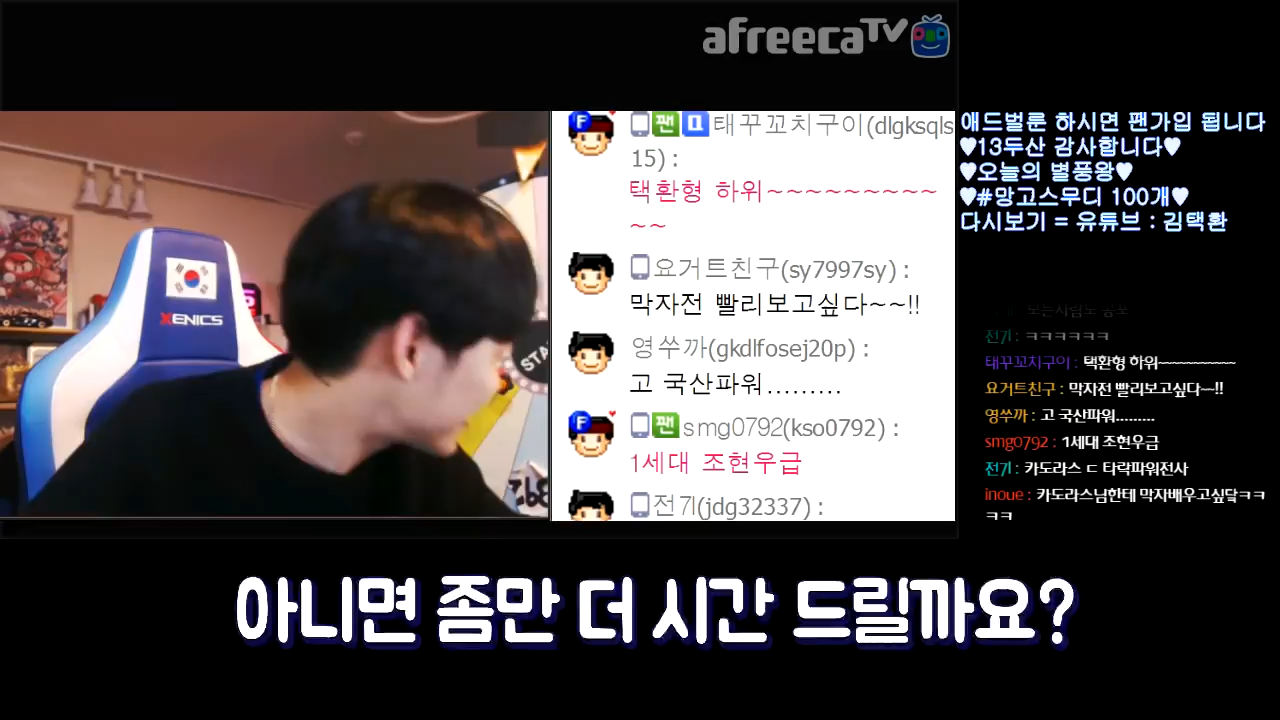 afreecaTV
XENICS
STA
팬 태꾸꼬치구이(dlgksqls
15) :
택환형 하위~~~~~~~~~
~~
요거트친구(sy7997sy) :
막자전 빨리보고싶다~~!!
영쑤까(gkdlfosej20p) :
고 국산파워.........
팬 smg0792(kso0792) :
1세대 조현우급
전기(jdg32337) :
애드벌룬 하시면 팬가입 됩니다
♥13두산 감사합니다♥
♥오늘의 별풍왕♥
♥#망고스무디 100개♥
다시보기 = 유튜브 : 김택환
전기 : ㅋㅋㅋㅋㅋㅋ
태꾸꼬치구이 : 택환형 하위~~~~~~~~~~~
요거트친구 : 막자전 빨리보고싶다~~!!
영쑤까 : 고 국산파워.........
smg0792 : 1세대 조현우급
전기 : 카도라스 ㄷ 타락파워전사
inoue : 카도라스님한테 막자배우고싶닼ㅋㅋ
ㅋㅋ
아니면 좀만 더 시간 드릴까요?